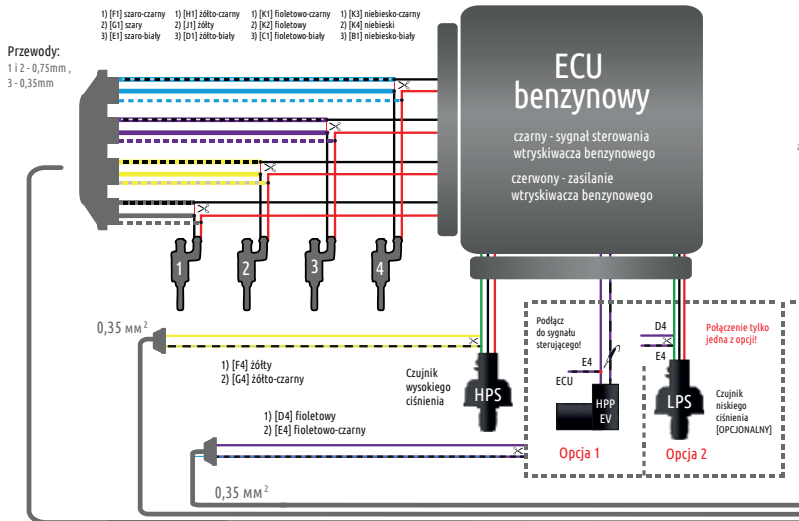 1) [F1] szaro-czarny
2) [G1] szary
3) [E1] szaro-biały
1) [H1] żółto-czarny
2) [J1] żółty
3) [D1] żółto-biały
1) [K1] fioletowo-czarny
2) [K2] fioletowy
3) [C1] fioletowo-biały
1) [K3] niebiesko-czarny
2) [K4] niebieski
3) [B1] niebiesko-biały
Przewody:
1 i 2 - 0,75mm ,
3 - 0,35mm
ECU
benzynowy
czarny - sygnał sterowania
wtryskiwacza benzynowego
czerwony - zasilanie
wtryskiwacza benzynowego
1
2
3
4
0,35 мм²
1) [F4] żółty
2) [G4] żółto-czarny
Czujnik
wysokiego
ciśnienia
HPS
Podłącz
do sygnału
sterującego!
E4
ECU
HPP
EV
Opcja 1
D4
E4
Połączenie tylko
jedna z opcji!
LPS
Czujnik
niskiego
ciśnienia
[OPCJONALNY]
Opcja 2
1) [D4] fioletowy
2) [E4] fioletowo-czarny
0,35 мм²